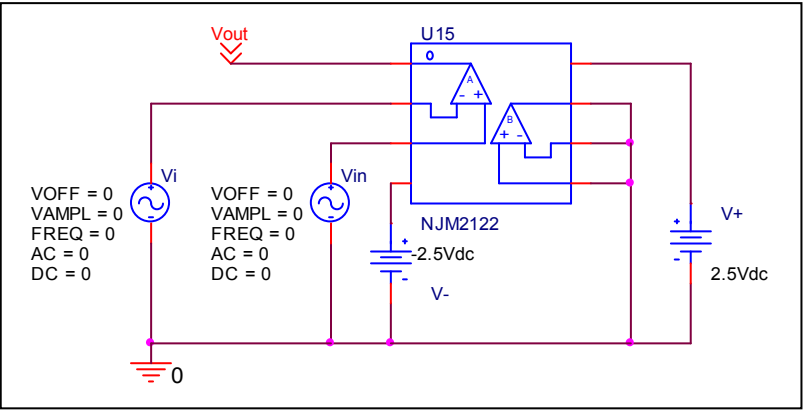 Vout
U15
A
- +
B
+ -
Vi
VOFF = 0
VAMPL = 0
FREQ = 0
AC = 0
DC = 0
Vin
VOFF = 0
VAMPL = 0
FREQ = 0
AC = 0
DC = 0
NJM2122
-2.5Vdc
V-
V+
2.5Vdc
0